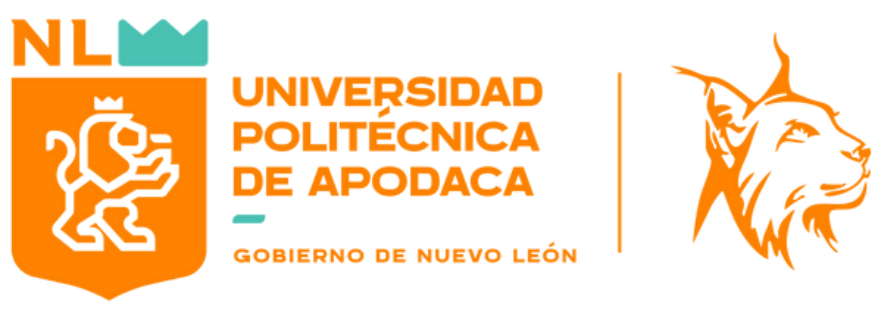 NL
UNIVERSIDAD
POLITÉCNICA
DE APODACA
GOBIERNO DE NUEVO LEÓN